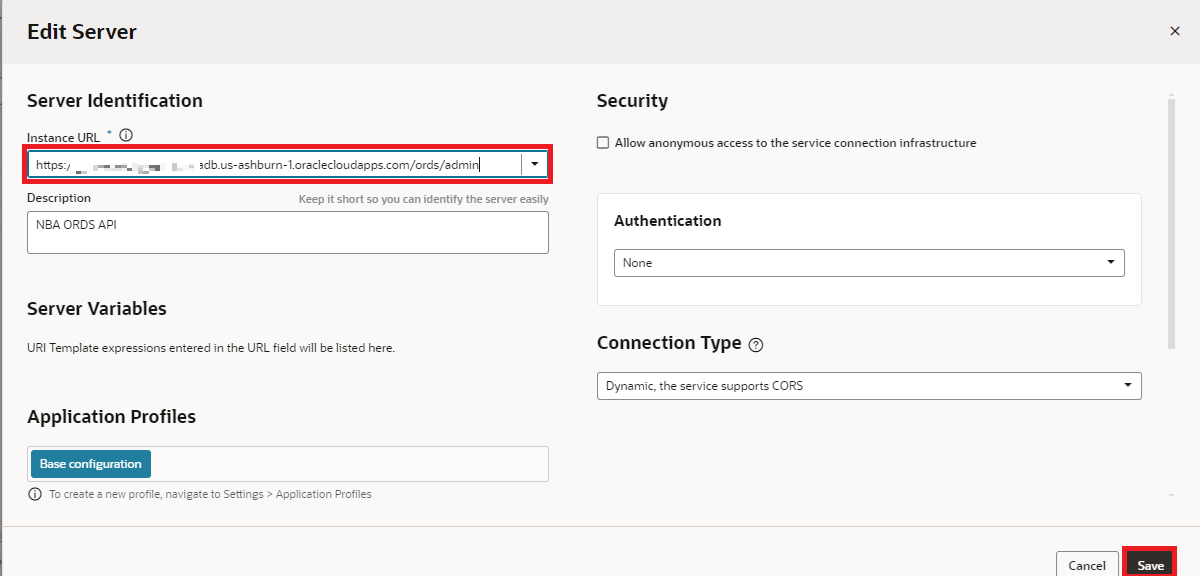 Edit Server
Server Identification
Instance URL *
https:/ adb.us-ashburn-1.oraclecloudapps.com/ords/admin
Description Keep it short so you can identify the server easily
NBA ORDS API
Server Variables
URI Template expressions entered in the URL field will be listed here.
Application Profiles
Base configuration
To create a new profile, navigate to Settings > Application Profiles
Security
Allow anonymous access to the service connection infrastructure
Authentication
None
Connection Type
Dynamic, the service supports CORS
Cancel Save